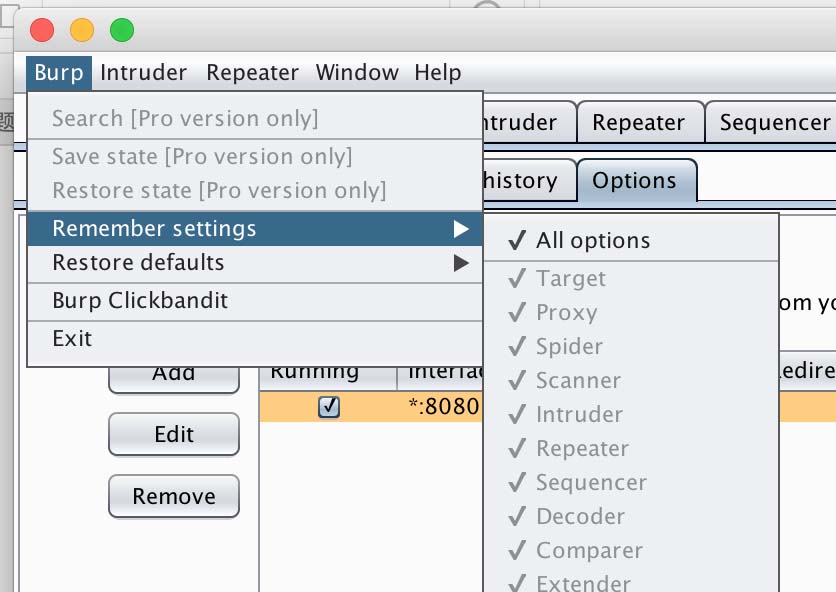 Burp Intruder Repeater Window Help
题
Search [Pro version only]
Save state [Pro version only]
Restore state [Pro version only]
Remember settings
Restore defaults
Burp Clickbandit
Exit
ntruder Repeater Sequencer
history Options
All options
Target
Proxy
Spider
Scanner
Intruder
Repeater
Sequencer
Decoder
Comparer
Extender
om yo
Add
Edit
Remove
Running Interfa edire
*:8080